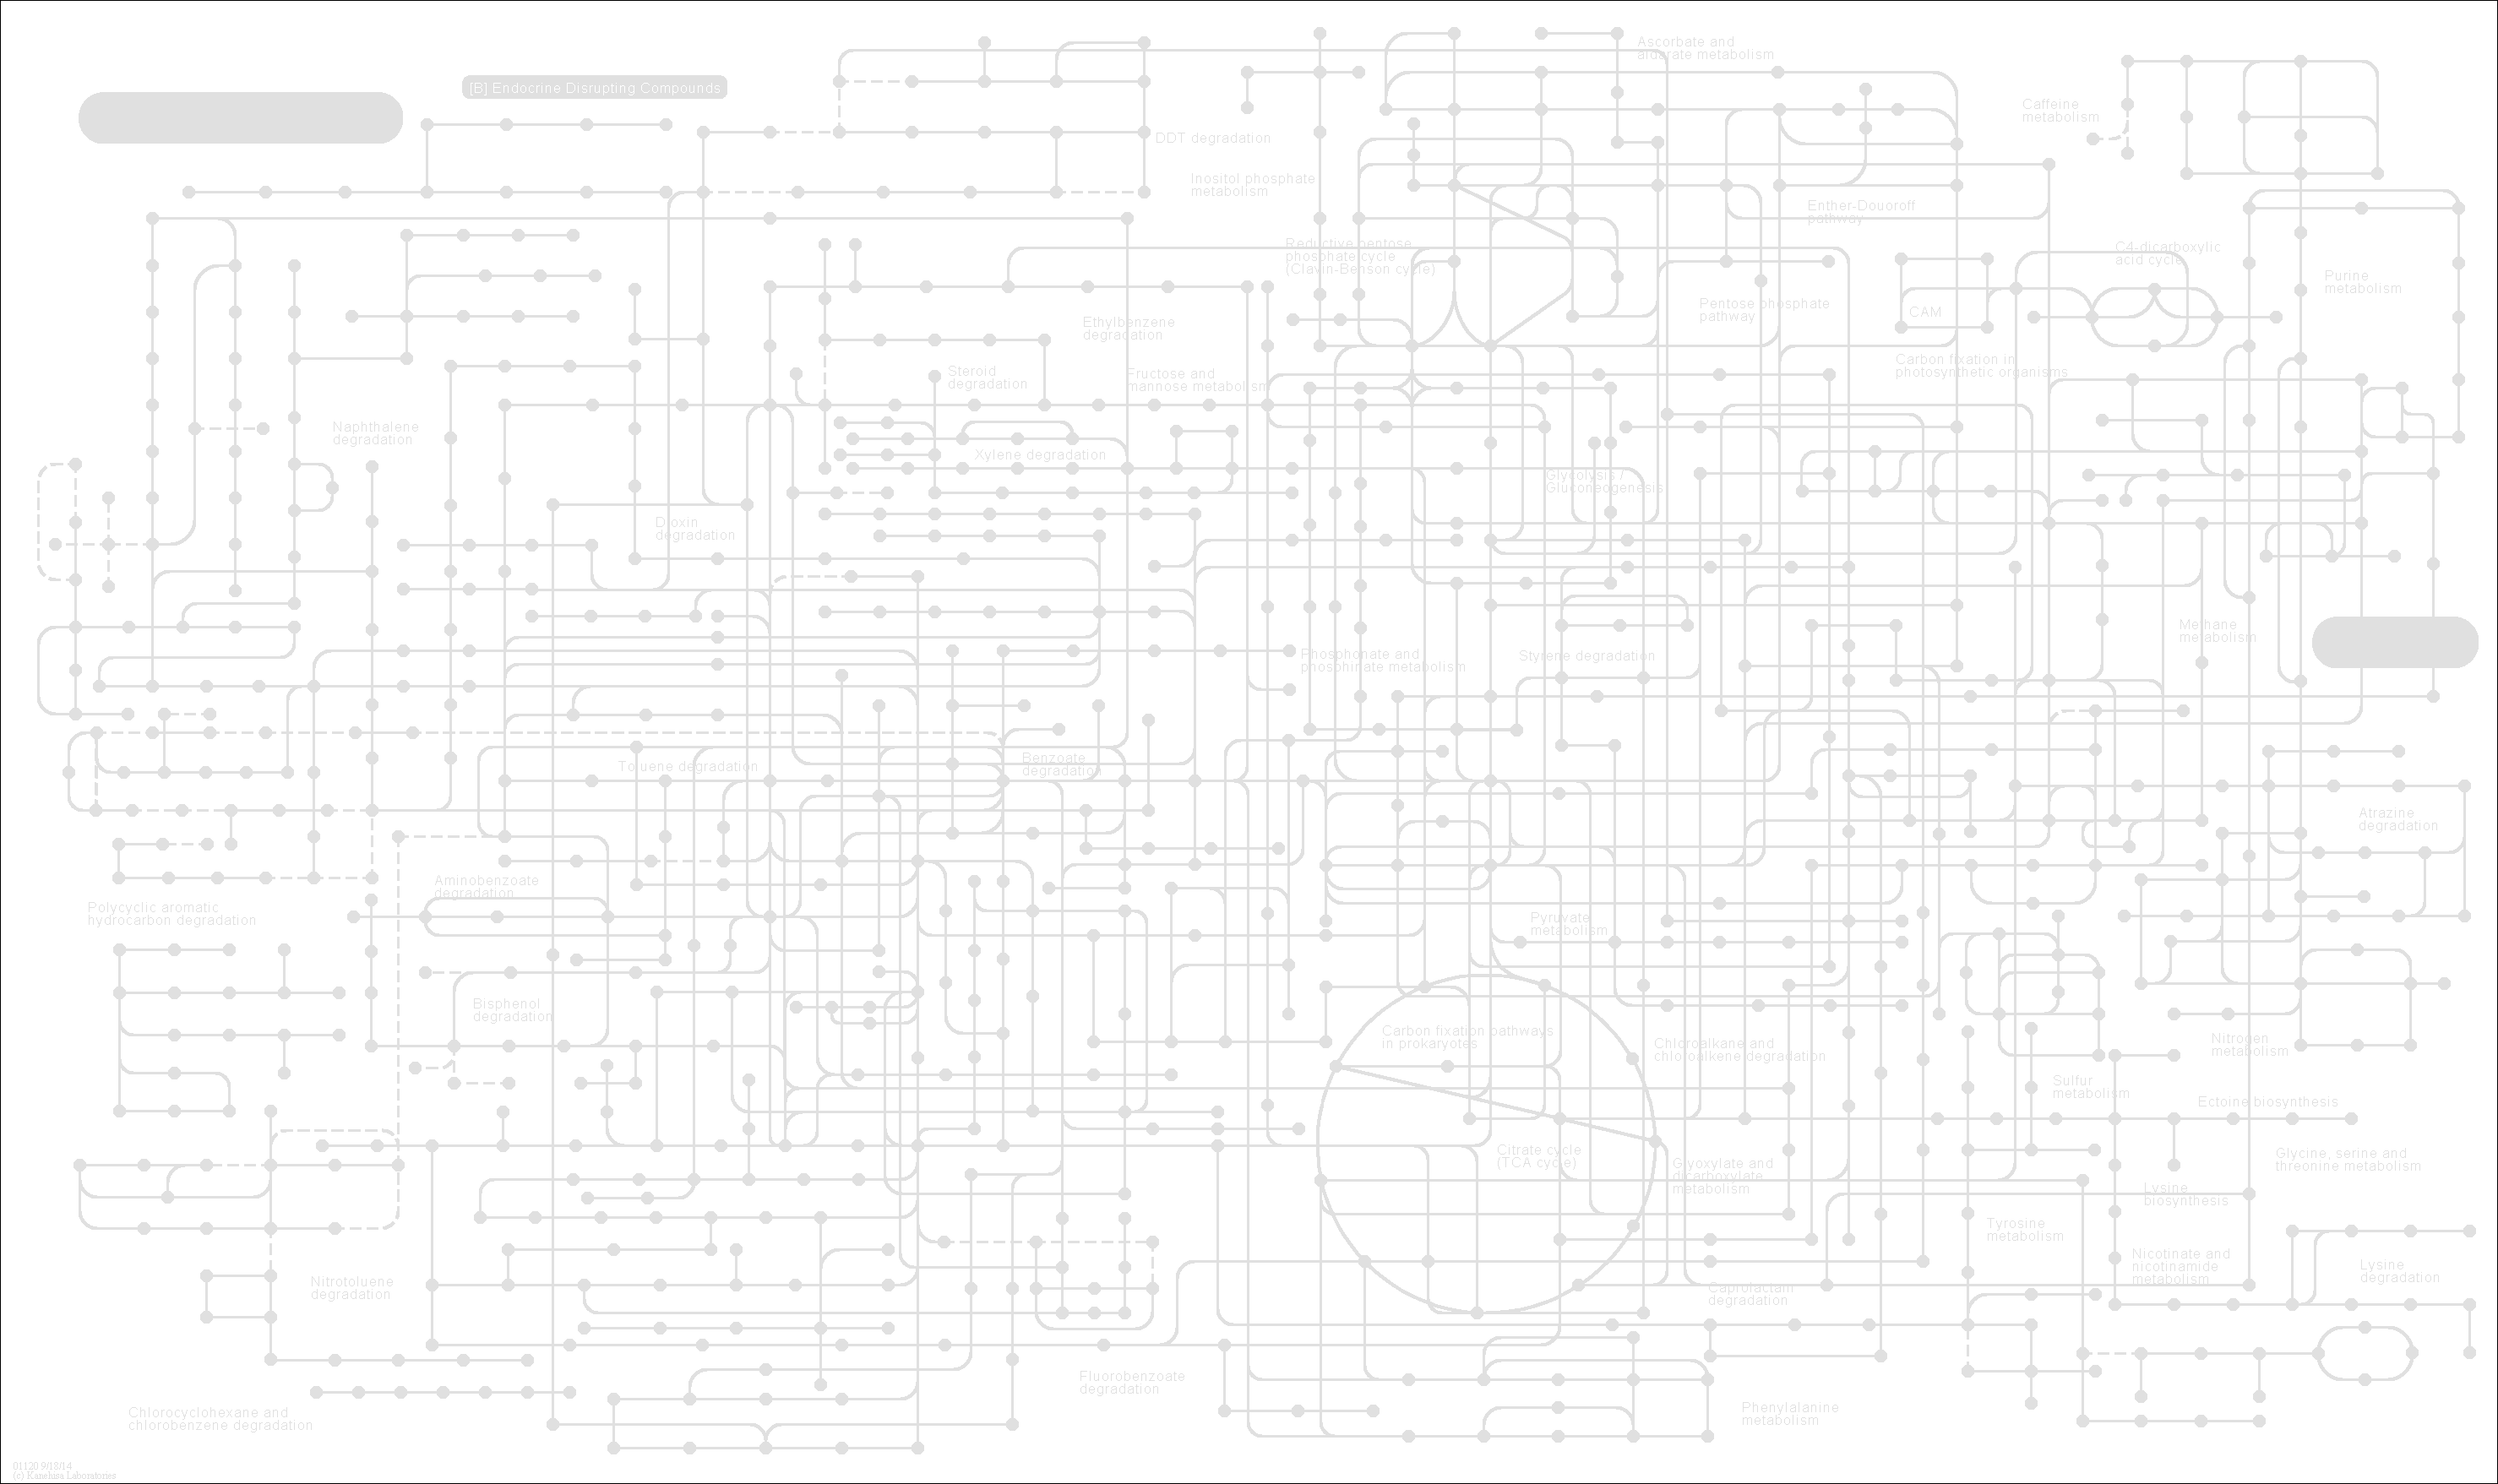 Ascorbate and
aldarate metabolism
[B] Endocrine Disrupting Compounds
Caffeine
metabolism
DDT degradation
Inositol phosphate
metabolism
Enther-Douoroff
pathway
Reductive pentose
phosphate cycle
(Clavin-Benson cycle)
C4-dicarboxylic
acid cycle
Purine
metabolism
Pentose phosphate
pathway
CAM
Ethylbenzene
degradation
Carbon fixation in
photosynthetic organisms
Steroid
degradation
Fructose and
mannose metabolism
Naphthalene
degradation
Xylene degradation
Glycolysis /
Gluconeogenesis
Dioxin
degradation
Methane
metabolism
Phosphonate and
phosphinate metabolism
Styrene degradation
Toluene degradation
Benzoate
degradation
Atrazine
degradation
Aminobenzoate
degradation
Polycyclic aromatic
hydrocarbon degradation
Pyruvate
metabolism
Bisphenol
degradation
Carbon fixation pathways
in prokaryotes
Chloroalkane and
chloroalkene degradation
Nitrogen
metabolism
Sulfur
metabolism
Ectoine biosynthesis
Citrate cycle
(TCA cycle)
Glyoxylate and
dicarboxylate
metabolism
Glycine, serine and
threonine metabolism
Lysine
biosynthesis
Tyrosine
metabolism
Nicotinate and
nicotinamide
metabolism
Lysine
degradation
Nitrotoluene
degradation
Caprolactam
degradation
Fluorobenzoate
degradation
Phenylalanine
metabolism
Chlorocyclohexane and
chlorobenzene degradation
01120 9/18/14
(c) Kanehisa Laboratories